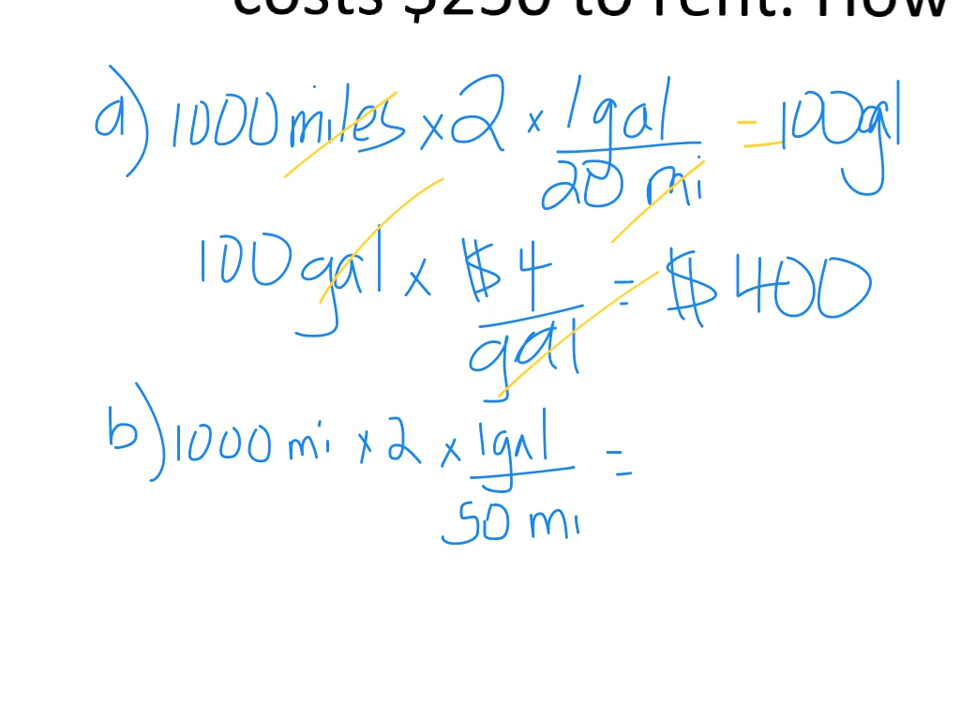 costs $250 to rent. How
a) 1000 miles x 2 x 1 gal / 20 mi = 100 gal
100 gal x $4 / gal = $400
b) 1000 mi x 2 x 1 gal / 50 mi =